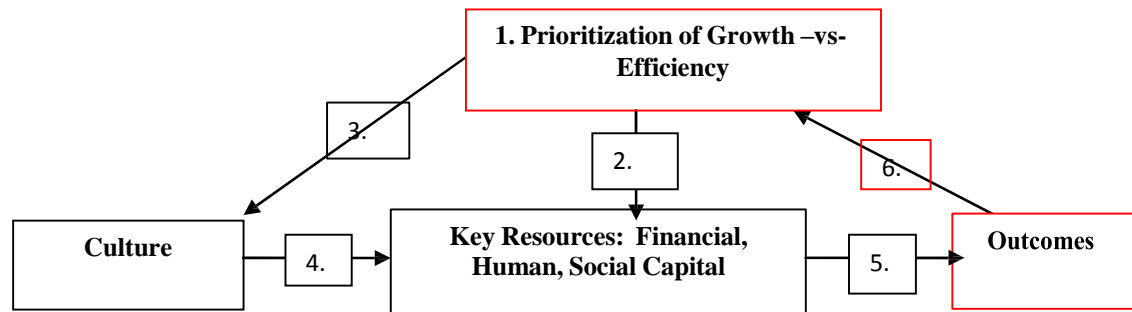 1. Prioritization of Growth –vs-
Efficiency
3.
2.
6.
Culture
4.
Key Resources: Financial,
Human, Social Capital
5.
Outcomes